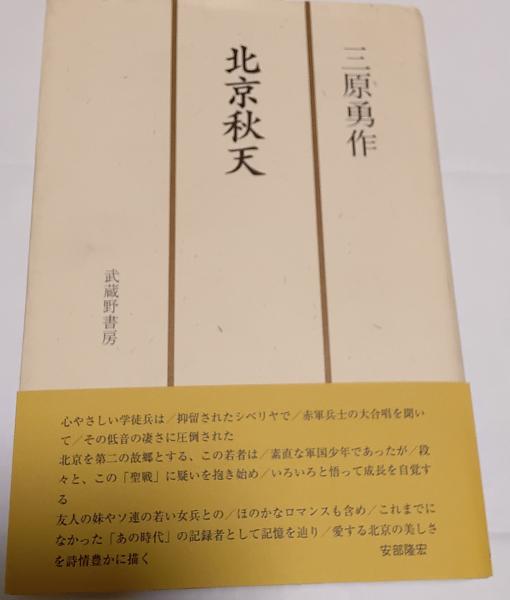 三原勇作
北京秋天
武蔵野書房
心やさしい学徒兵は／抑留されたシベリヤで／赤軍兵士の大合唱を聞い
て／その低音の凄さに圧倒された
北京を第二の故郷とする、この若者は／素直な軍国少年であったが／段
々と、この「聖戦」に疑いを抱き始め／いろいろと悟って成長を自覚す
る
友人の妹やソ連の若い女兵との／ほのかなロマンスも含め／これまでに
なかった「あの時代」の記録者として記憶を辿り／愛する北京の美しさ
を詩情豊かに描く
安部隆宏